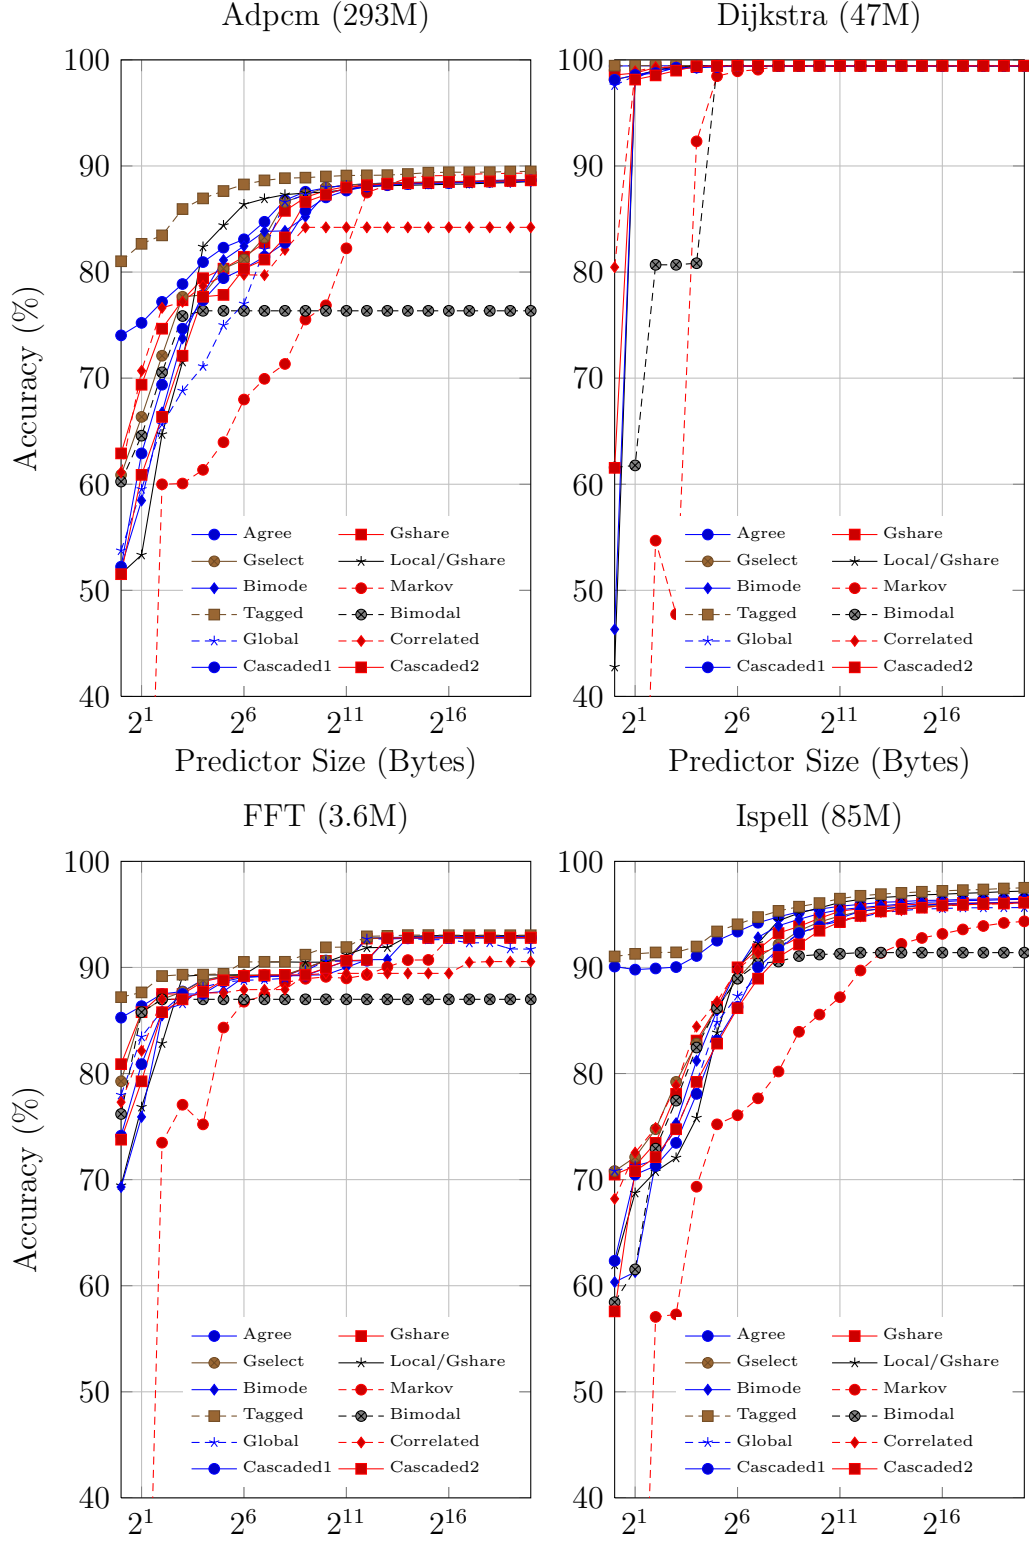 Adpcm (293M)
100
90
80
70
60
50
40
Accuracy (%)
2^1 2^6 2^11 2^16
Predictor Size (Bytes)
Agree Gshare
Gselect Local/Gshare
Bimode Markov
Tagged Bimodal
Global Correlated
Cascaded1 Cascaded2
Dijkstra (47M)
100
90
80
70
60
50
40
2^1 2^6 2^11 2^16
Predictor Size (Bytes)
Agree Gshare
Gselect Local/Gshare
Bimode Markov
Tagged Bimodal
Global Correlated
Cascaded1 Cascaded2
FFT (3.6M)
100
90
80
70
60
50
40
Accuracy (%)
2^1 2^6 2^11 2^16
Agree Gshare
Gselect Local/Gshare
Bimode Markov
Tagged Bimodal
Global Correlated
Cascaded1 Cascaded2
Ispell (85M)
100
90
80
70
60
50
40
2^1 2^6 2^11 2^16
Agree Gshare
Gselect Local/Gshare
Bimode Markov
Tagged Bimodal
Global Correlated
Cascaded1 Cascaded2